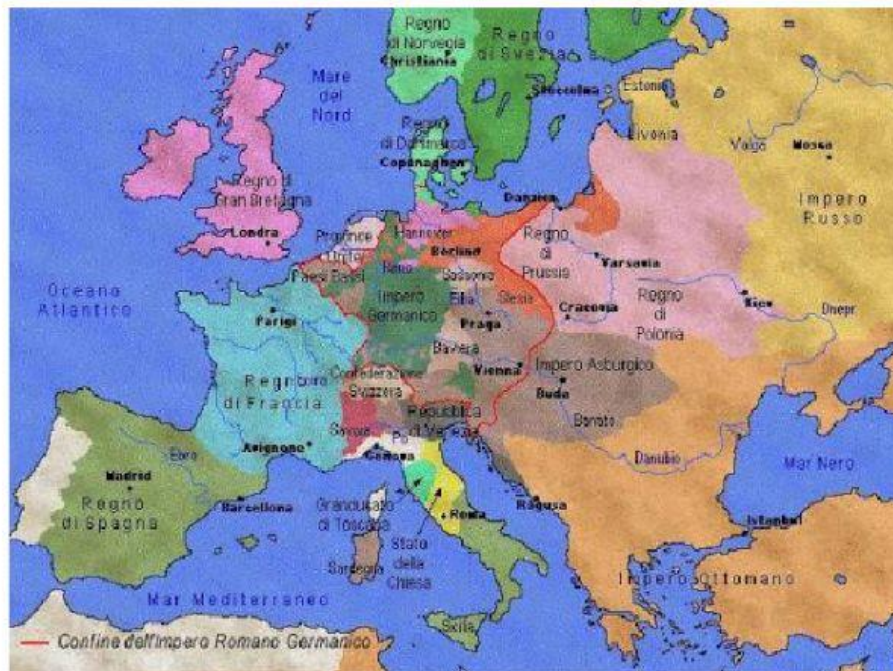 Regno
di Norvegia
Christiania
Regno
di Svezia
Stoccolma
Mare
del
Nord
Estonia
Livonia
Volga
Mosca
Impero
Russo
Regno
di Danimarca
Copenaghen
Regno di
Gran Bretagna
Londra
Danzica
Hannover
Berlino
Province
Unite
Paesi Bassi
Reno
Sassonia
Regno
di
Prussia
Varsavia
Oceano
Atlantico
Impero
Germanico
Elba
Slesia
Praga
Cracovia
Regno
di
Polonia
Kiev
Dnepr
Parigi
Baviera
Vienna
Impero Asburgico
Buda
Banato
Regno
di Francia
Confederazione
Svizzera
Savoia
Repubblica
di Venezia
Po
Genova
Avignone
Danubio
Mar Nero
Ebro
Madrid
Regno
di Spagna
Barcellona
Granducato
di Toscana
Roma
Ragusa
Istanbul
Stato
della
Chiesa
Sardegna
Impero Ottomano
Mar Mediterraneo
Sicilia
Confine dell'Impero Romano Germanico